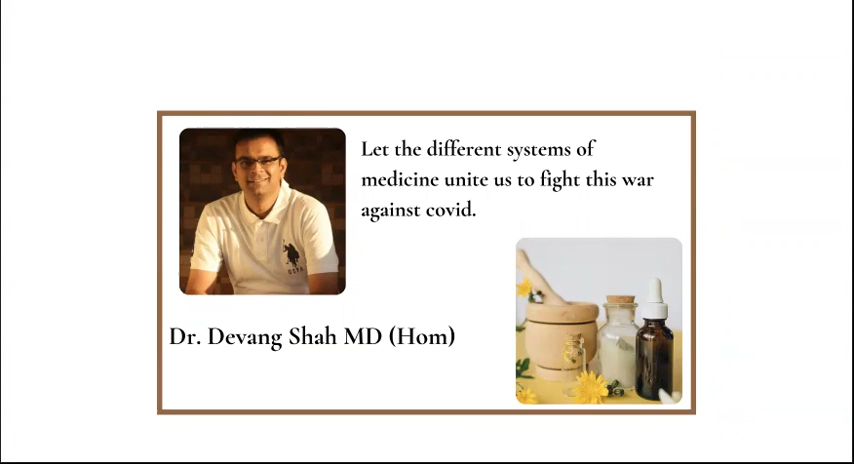 Let the different systems of
medicine unite us to fight this war
against covid.
USPA
Dr. Devang Shah MD (Hom)